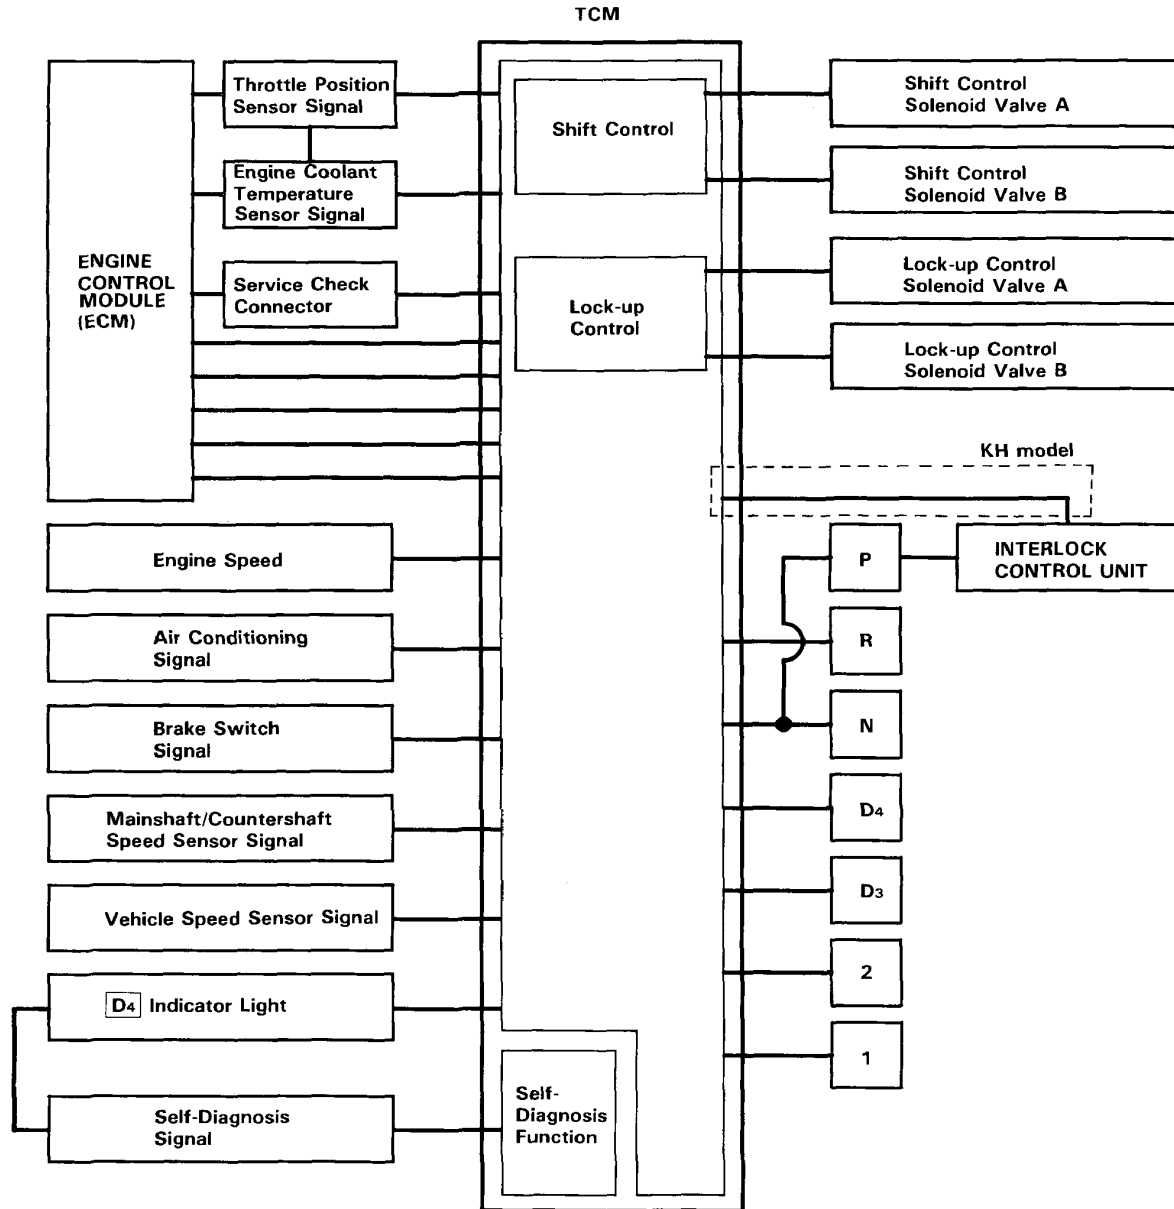 TCM
Throttle Position
Sensor Signal
Engine Coolant
Temperature
Sensor Signal
ENGINE
CONTROL
MODULE
(ECM)
Service Check
Connector
Engine Speed
Air Conditioning
Signal
Brake Switch
Signal
Mainshaft/Countershaft
Speed Sensor Signal
Vehicle Speed Sensor Signal
D4 Indicator Light
Self-Diagnosis
Signal
Shift Control
Lock-up
Control
Self-
Diagnosis
Function
Shift Control
Solenoid Valve A
Shift Control
Solenoid Valve B
Lock-up Control
Solenoid Valve A
Lock-up Control
Solenoid Valve B
KH model
INTERLOCK
CONTROL UNIT
P
R
N
D4
D3
2
1